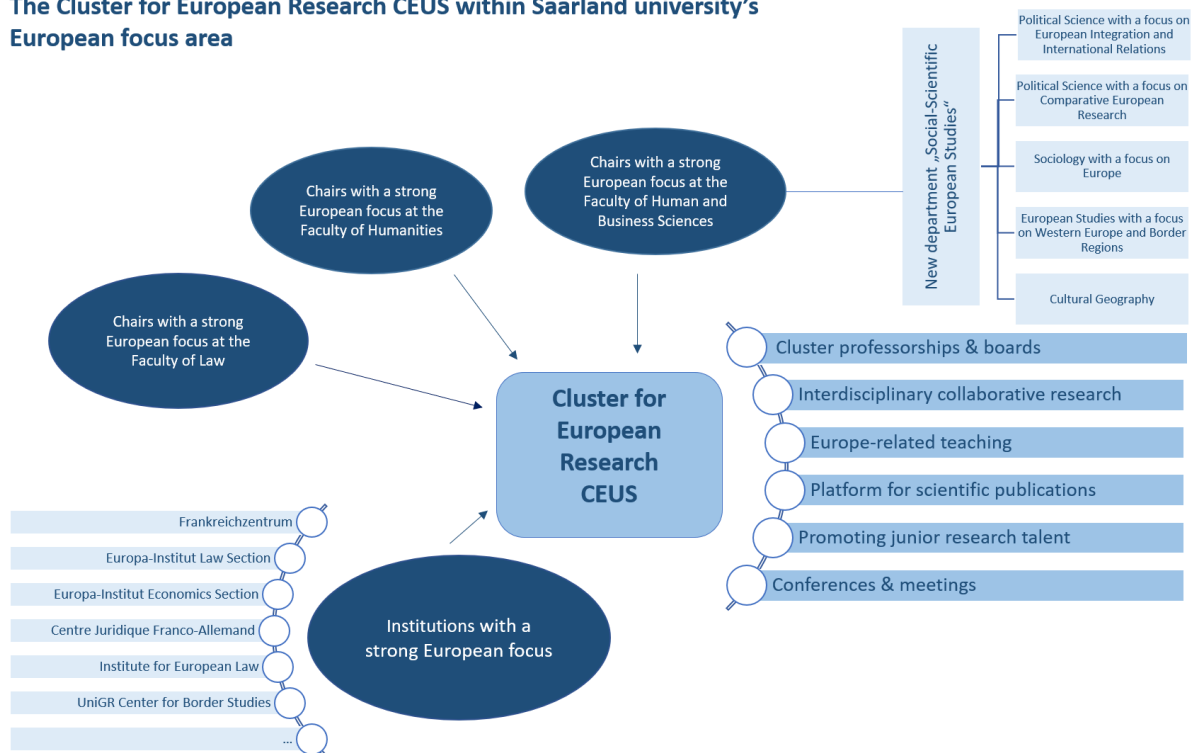 The Cluster for European Research CEUS within Saarland university's
European focus area
Political Science with a focus on
European Integration and
International Relations
Political Science with a focus on
Comparative European
Research
Sociology with a focus on
Europe
European Studies with a focus
on Western Europe and Border
Regions
Cultural Geography
New department „Social-Scientific
European Studies“
Chairs with a strong
European focus at the
Faculty of Human and
Business Sciences
Chairs with a strong
European focus at the
Faculty of Humanities
Chairs with a strong
European focus at the
Faculty of Law
Cluster for
European
Research
CEUS
Cluster professorships & boards
Interdisciplinary collaborative research
Europe-related teaching
Platform for scientific publications
Promoting junior research talent
Conferences & meetings
Institutions with a
strong European focus
Frankreichzentrum
Europa-Institut Law Section
Europa-Institut Economics Section
Centre Juridique Franco-Allemand
Institute for European Law
UniGR Center for Border Studies
...